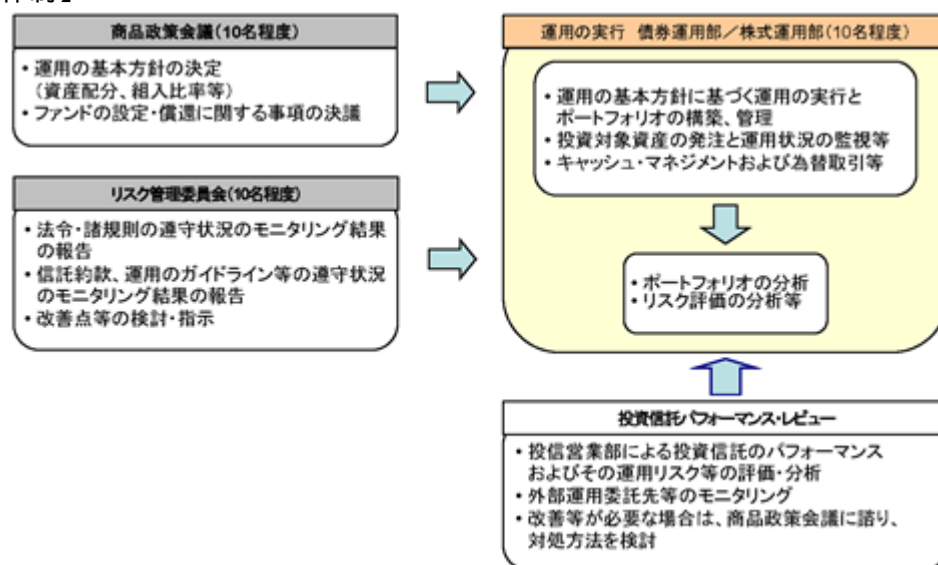 商品政策会議(10名程度)
・運用の基本方針の決定
(資産配分、組入比率等)
・ファンドの設定・償還に関する事項の決議
リスク管理委員会(10名程度)
・法令・諸規則の遵守状況のモニタリング結果
の報告
・信託約款、運用のガイドライン等の遵守状況
のモニタリング結果の報告
・改善点等の検討・指示
運用の実行 債券運用部/株式運用部(10名程度)
・運用の基本方針に基づく運用の実行と
ポートフォリオの構築、管理
・投資対象資産の発注と運用状況の監視等
・キャッシュ・マネジメントおよび為替取引等
・ポートフォリオの分析
・リスク評価の分析等
投資信託パフォーマンス・レビュー
・投信営業部による投資信託のパフォーマンス
およびその運用リスク等の評価・分析
・外部運用委託先等のモニタリング
・改善等が必要な場合は、商品政策会議に諮り、
対処方法を検討